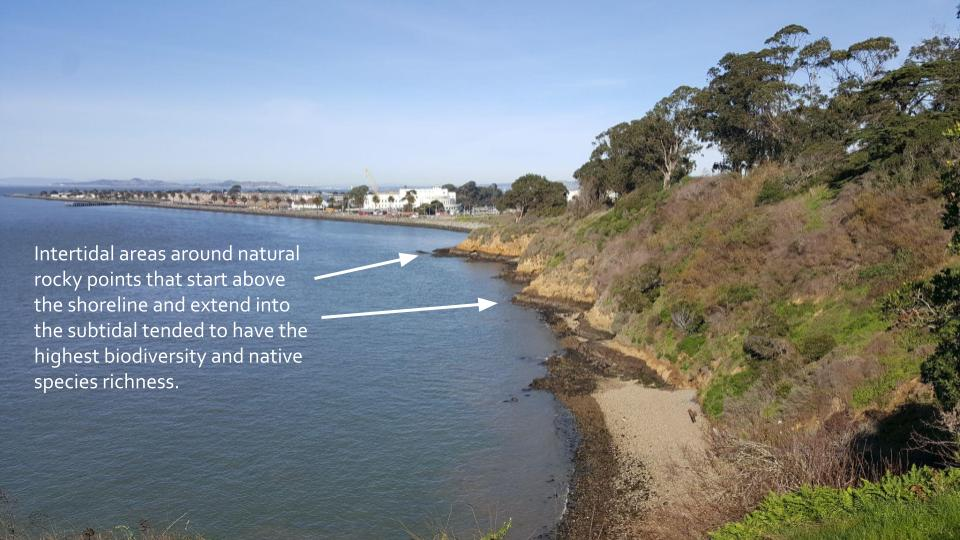 Intertidal areas around natural
rocky points that start above
the shoreline and extend into
the subtidal tended to have the
highest biodiversity and native
species richness.